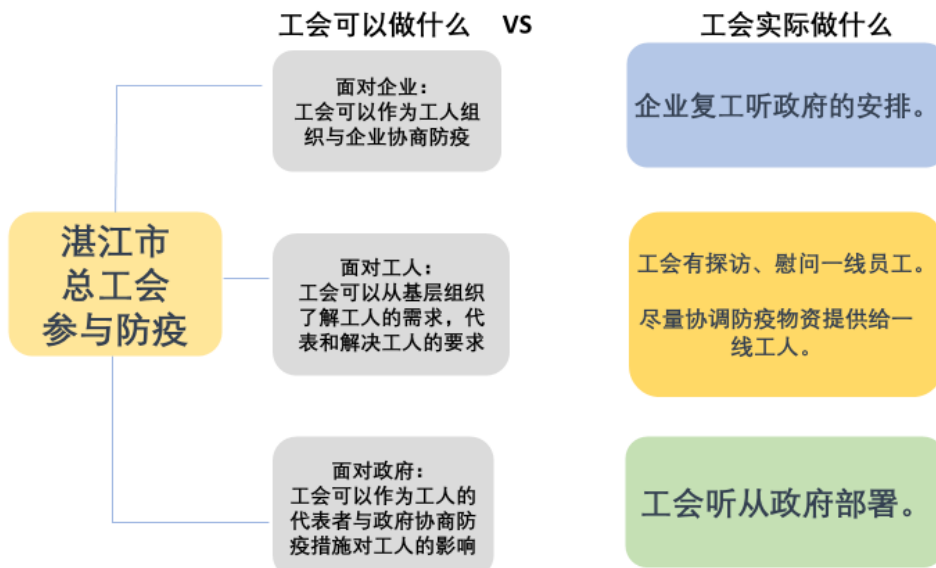 工会可以做什么 VS 工会实际做什么
湛江市
总工会
参与防疫
面对企业：
工会可以作为工人组
织与企业协商防疫
企业复工听政府的安排。
面对工人：
工会可以从基层组织
了解工人的需求，代
表和解决工人的要求
工会有探访、慰问一线员工。
尽量协调防疫物资提供给一
线工人。
面对政府：
工会可以作为工人的
代表者与政府协商防
疫措施对工人的影响
工会听从政府部署。